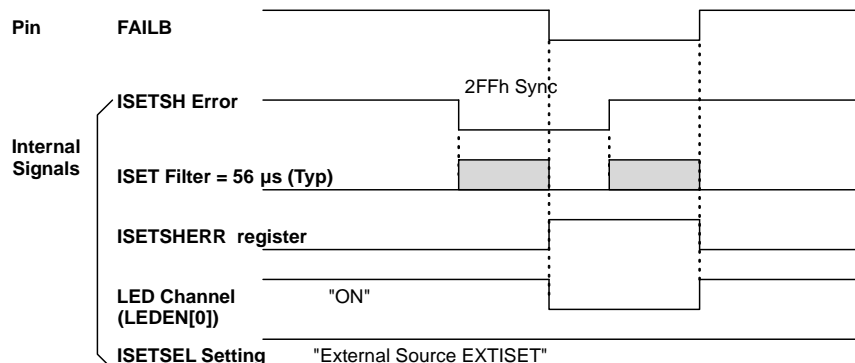 Pin FAILB
2FFh Sync
ISETSH Error
Internal Signals
ISET Filter = 56 µs (Typ)
ISETSHERR register
LED Channel "ON"
(LEDEN[0])
ISETSEL Setting "External Source EXTISET"